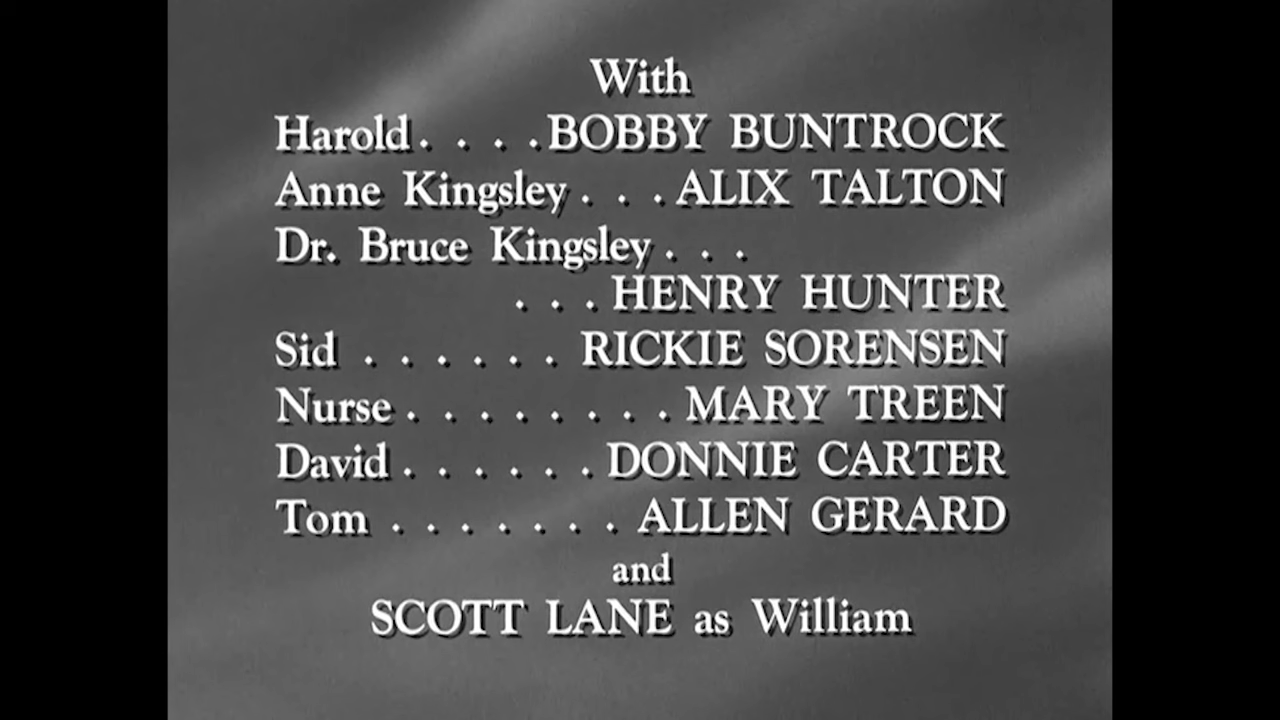 With
Harold . . . . BOBBY BUNTROCK
Anne Kingsley . . . ALIX TALTON
Dr. Bruce Kingsley . . .
. . . HENRY HUNTER
Sid . . . . . . RICKIE SORENSEN
Nurse . . . . . . . . MARY TREEN
David . . . . . . DONNIE CARTER
Tom . . . . . . . ALLEN GERARD
and
SCOTT LANE as William